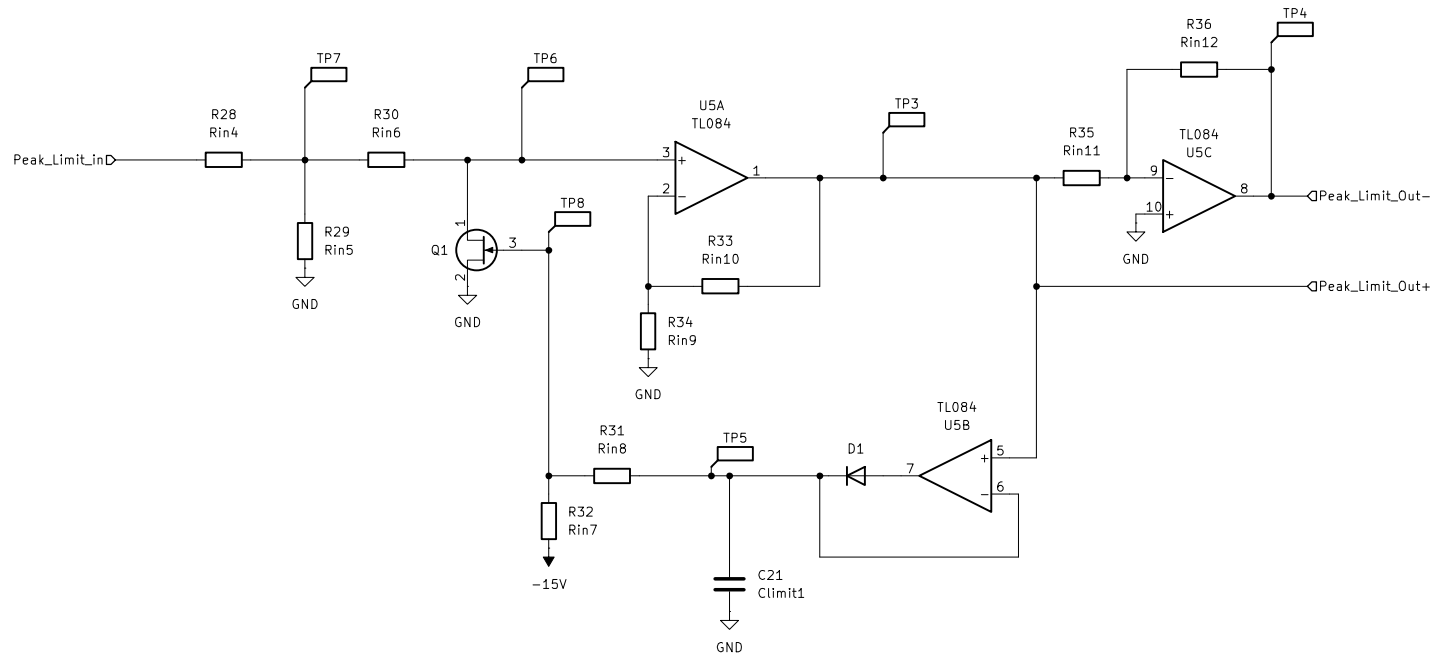 TP4
R36
Rin12
TP7
TP6
U5A
TL084
TP3
R28
Rin4
R30
Rin6
R35
Rin11
TL084
U5C
Peak_Limit_in
3
+
2
−
1
9
−
10
+
8
Peak_Limit_Out-
GND
R29
Rin5
GND
TP8
Q1
1
3
2
GND
R33
Rin10
R34
Rin9
GND
Peak_Limit_Out+
TL084
U5B
5
+
6
−
7
D1
TP5
R31
Rin8
R32
Rin7
-15V
C21
Climit1
GND